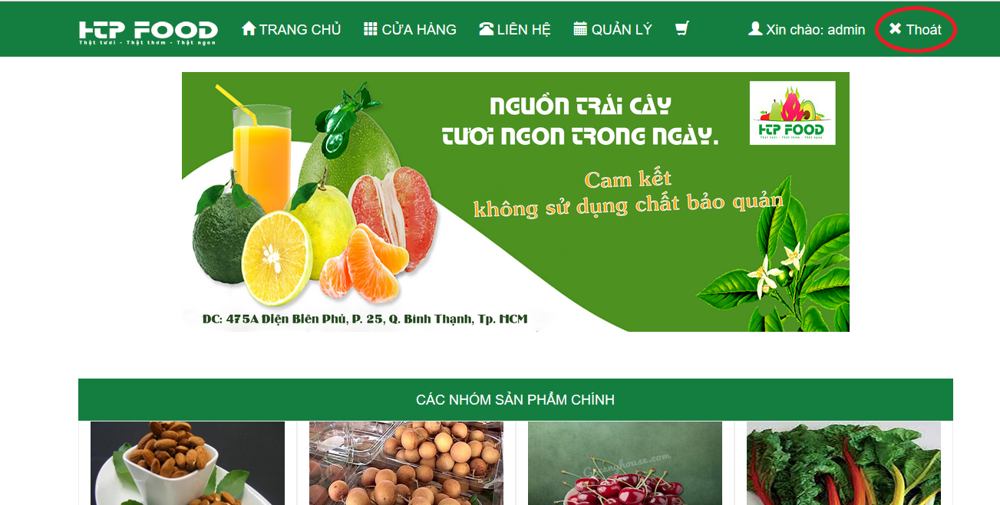 HTP FOOD
Thật tươi - Thật thơm - Thật ngon
TRANG CHỦ
CỬA HÀNG
LIÊN HỆ
QUẢN LÝ
Xin chào: admin
Thoát
NGUỒN TRÁI CÂY
TƯƠI NGON TRONG NGÀY.
HTP FOOD
Thật tươi - Thật thơm - Thật ngon
Cam kết
không sử dụng chất bảo quản
ĐC: 475A Điện Biên Phủ, P. 25, Q. Bình Thạnh, Tp. HCM
CÁC NHÓM SẢN PHẨM CHÍNH
Greenyhouse.com